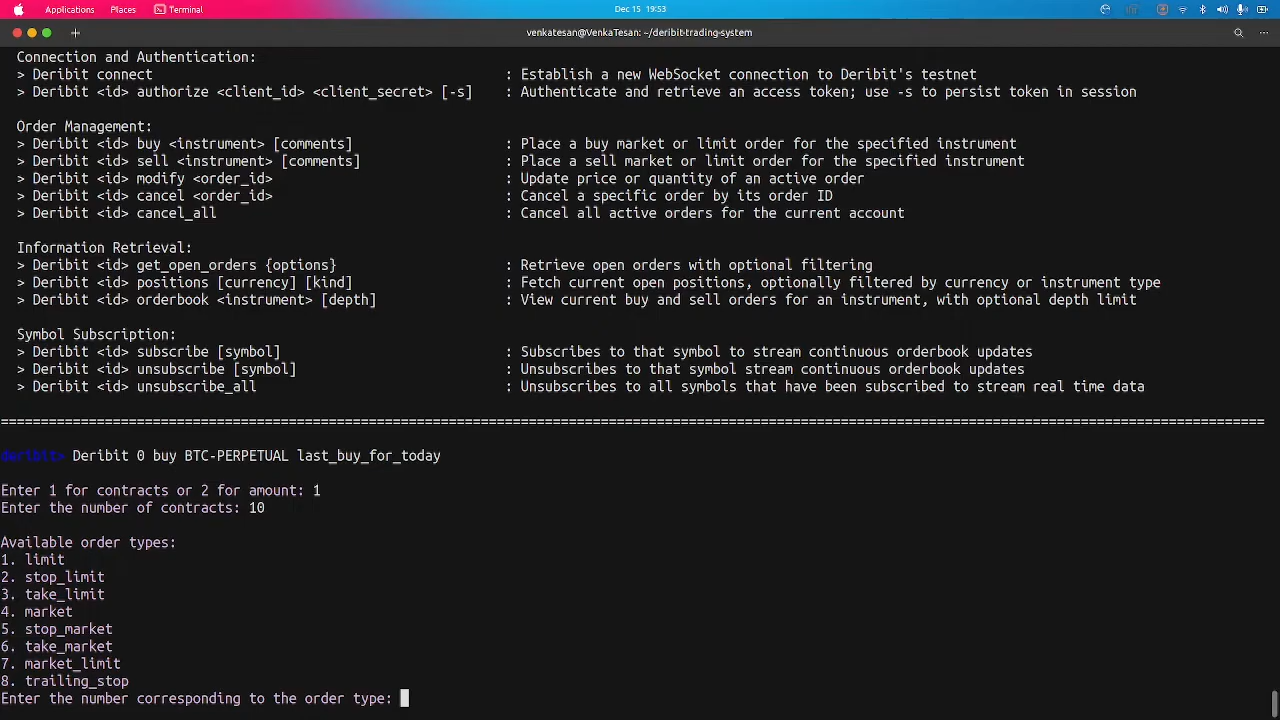 Applications Places Terminal Dec 15 19:53
venkatesan@VenkaTesan: ~/deribit-trading-system
Connection and Authentication:
> Deribit connect : Establish a new WebSocket connection to Deribit's testnet
> Deribit <id> authorize <client_id> <client_secret> [-s] : Authenticate and retrieve an access token; use -s to persist token in session
Order Management:
> Deribit <id> buy <instrument> [comments] : Place a buy market or limit order for the specified instrument
> Deribit <id> sell <instrument> [comments] : Place a sell market or limit order for the specified instrument
> Deribit <id> modify <order_id> : Update price or quantity of an active order
> Deribit <id> cancel <order_id> : Cancel a specific order by its order ID
> Deribit <id> cancel_all : Cancel all active orders for the current account
Information Retrieval:
> Deribit <id> get_open_orders {options} : Retrieve open orders with optional filtering
> Deribit <id> positions [currency] [kind] : Fetch current open positions, optionally filtered by currency or instrument type
> Deribit <id> orderbook <instrument> [depth] : View current buy and sell orders for an instrument, with optional depth limit
Symbol Subscription:
> Deribit <id> subscribe [symbol] : Subscribes to that symbol to stream continuous orderbook updates
> Deribit <id> unsubscribe [symbol] : Unsubscribes to that symbol stream continuous orderbook updates
> Deribit <id> unsubscribe_all : Unsubscribes to all symbols that have been subscribed to stream real time data
==============================================================================================================================================================
deribit> Deribit 0 buy BTC-PERPETUAL last_buy_for_today
Enter 1 for contracts or 2 for amount: 1
Enter the number of contracts: 10
Available order types:
1. limit
2. stop_limit
3. take_limit
4. market
5. stop_market
6. take_market
7. market_limit
8. trailing_stop
Enter the number corresponding to the order type: